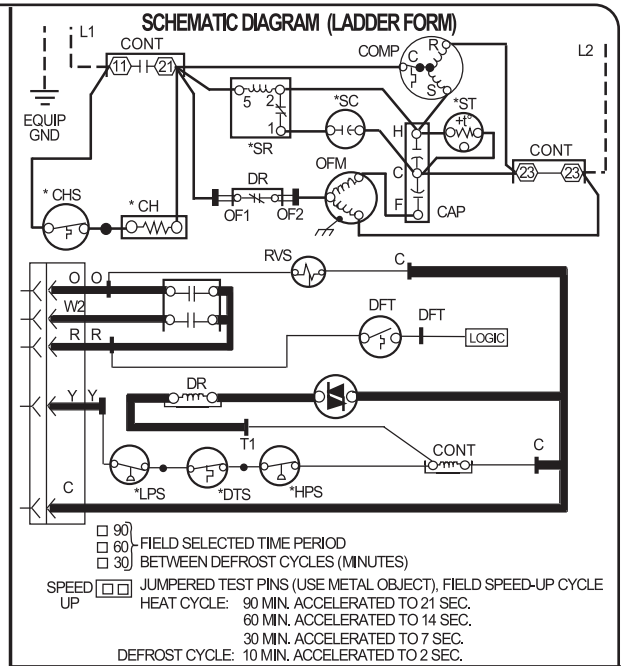 SCHEMATIC DIAGRAM (LADDER FORM)
L1
CONT
COMP
R
C
S
L2
11
21
EQUIP
GND
5
2
1
*SR
*SC
H
*ST
+t°
CONT
OFM
C
23
23
* CHS
* CH
DR
OF1
OF2
F
CAP
RVS
C
O
O
W2
R
R
DFT
DFT
LOGIC
DR
Y
Y
T1
CONT
C
*LPS
*DTS
*HPS
C
90
60
30
FIELD SELECTED TIME PERIOD
BETWEEN DEFROST CYCLES (MINUTES)
SPEED
UP
JUMPERED TEST PINS (USE METAL OBJECT), FIELD SPEED-UP CYCLE
HEAT CYCLE: 90 MIN. ACCELERATED TO 21 SEC.
60 MIN. ACCELERATED TO 14 SEC.
30 MIN. ACCELERATED TO 7 SEC.
DEFROST CYCLE: 10 MIN. ACCELERATED TO 2 SEC.